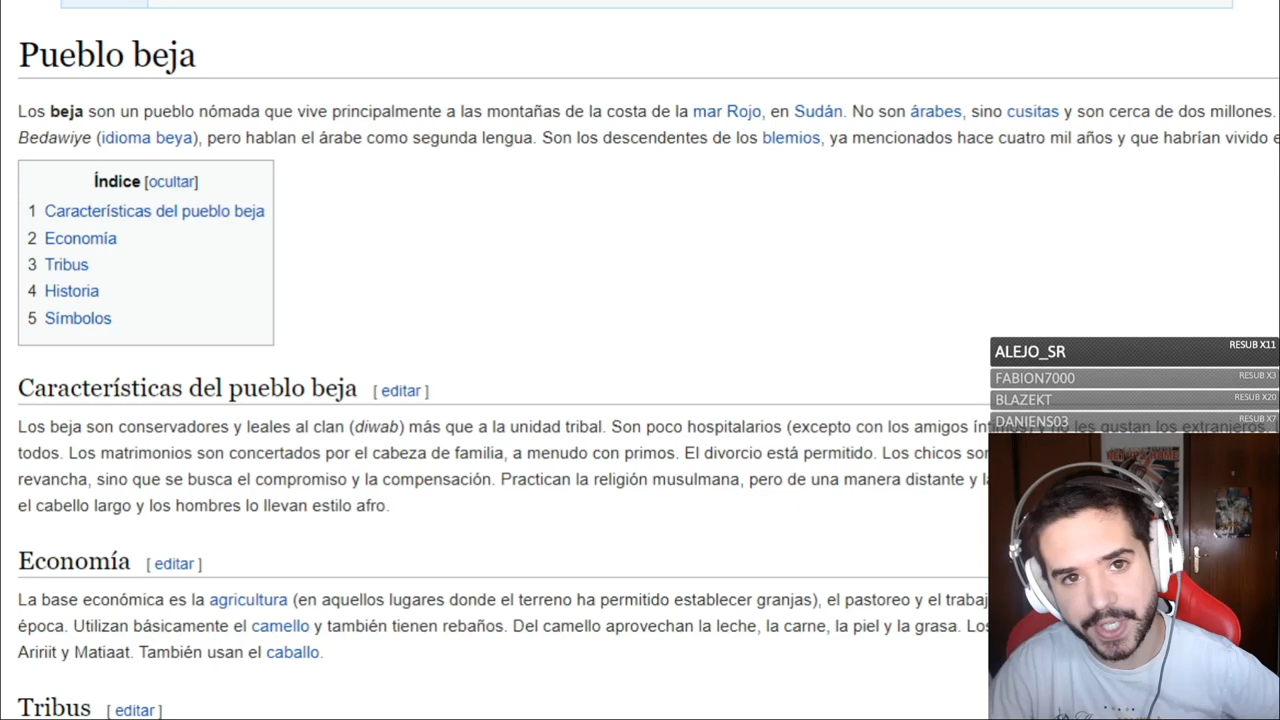 Pueblo beja
Los beja son un pueblo nómada que vive principalmente a las montañas de la costa de la mar Rojo, en Sudán. No son árabes, sino cusitas y son cerca de dos millones.
Bedawiye (idioma beya), pero hablan el árabe como segunda lengua. Son los descendentes de los blemios, ya mencionados hace cuatro mil años y que habrían vivido e
Índice [ocultar]
1 Características del pueblo beja
2 Economía
3 Tribus
4 Historia
5 Símbolos
Características del pueblo beja [ editar ]
Los beja son conservadores y leales al clan (diwab) más que a la unidad tribal. Son poco hospitalarios (excepto con los amigos íntimos) y no les gustan los extranjeros
todos. Los matrimonios son concertados por el cabeza de familia, a menudo con primos. El divorcio está permitido. Los chicos
revancha, sino que se busca el compromiso y la compensación. Practican la religión musulmana, pero de una manera distante y
el cabello largo y los hombres lo llevan estilo afro.
Economía [ editar ]
La base económica es la agricultura (en aquellos lugares donde el terreno ha permitido establecer granjas), el pastoreo y el trabaj
época. Utilizan básicamente el camello y también tienen rebaños. Del camello aprovechan la leche, la carne, la piel y la grasa. Los
Aririit y Matiaat. También usan el caballo.
Tribus [ editar ]
ALEJO_SR RESUB X11
FABION7000 RESUB X3
BLAZEKT RESUB X20
DANIENS03 RESUB X7